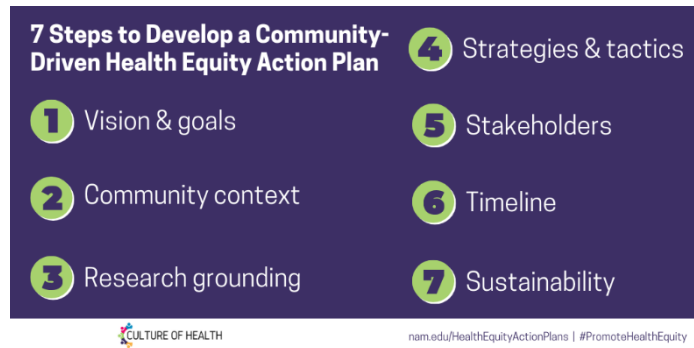 7 Steps to Develop a Community-
Driven Health Equity Action Plan
1 Vision & goals
2 Community context
3 Research grounding
4 Strategies & tactics
5 Stakeholders
6 Timeline
7 Sustainability
CULTURE OF HEALTH
nam.edu/HealthEquityActionPlans | #PromoteHealthEquity